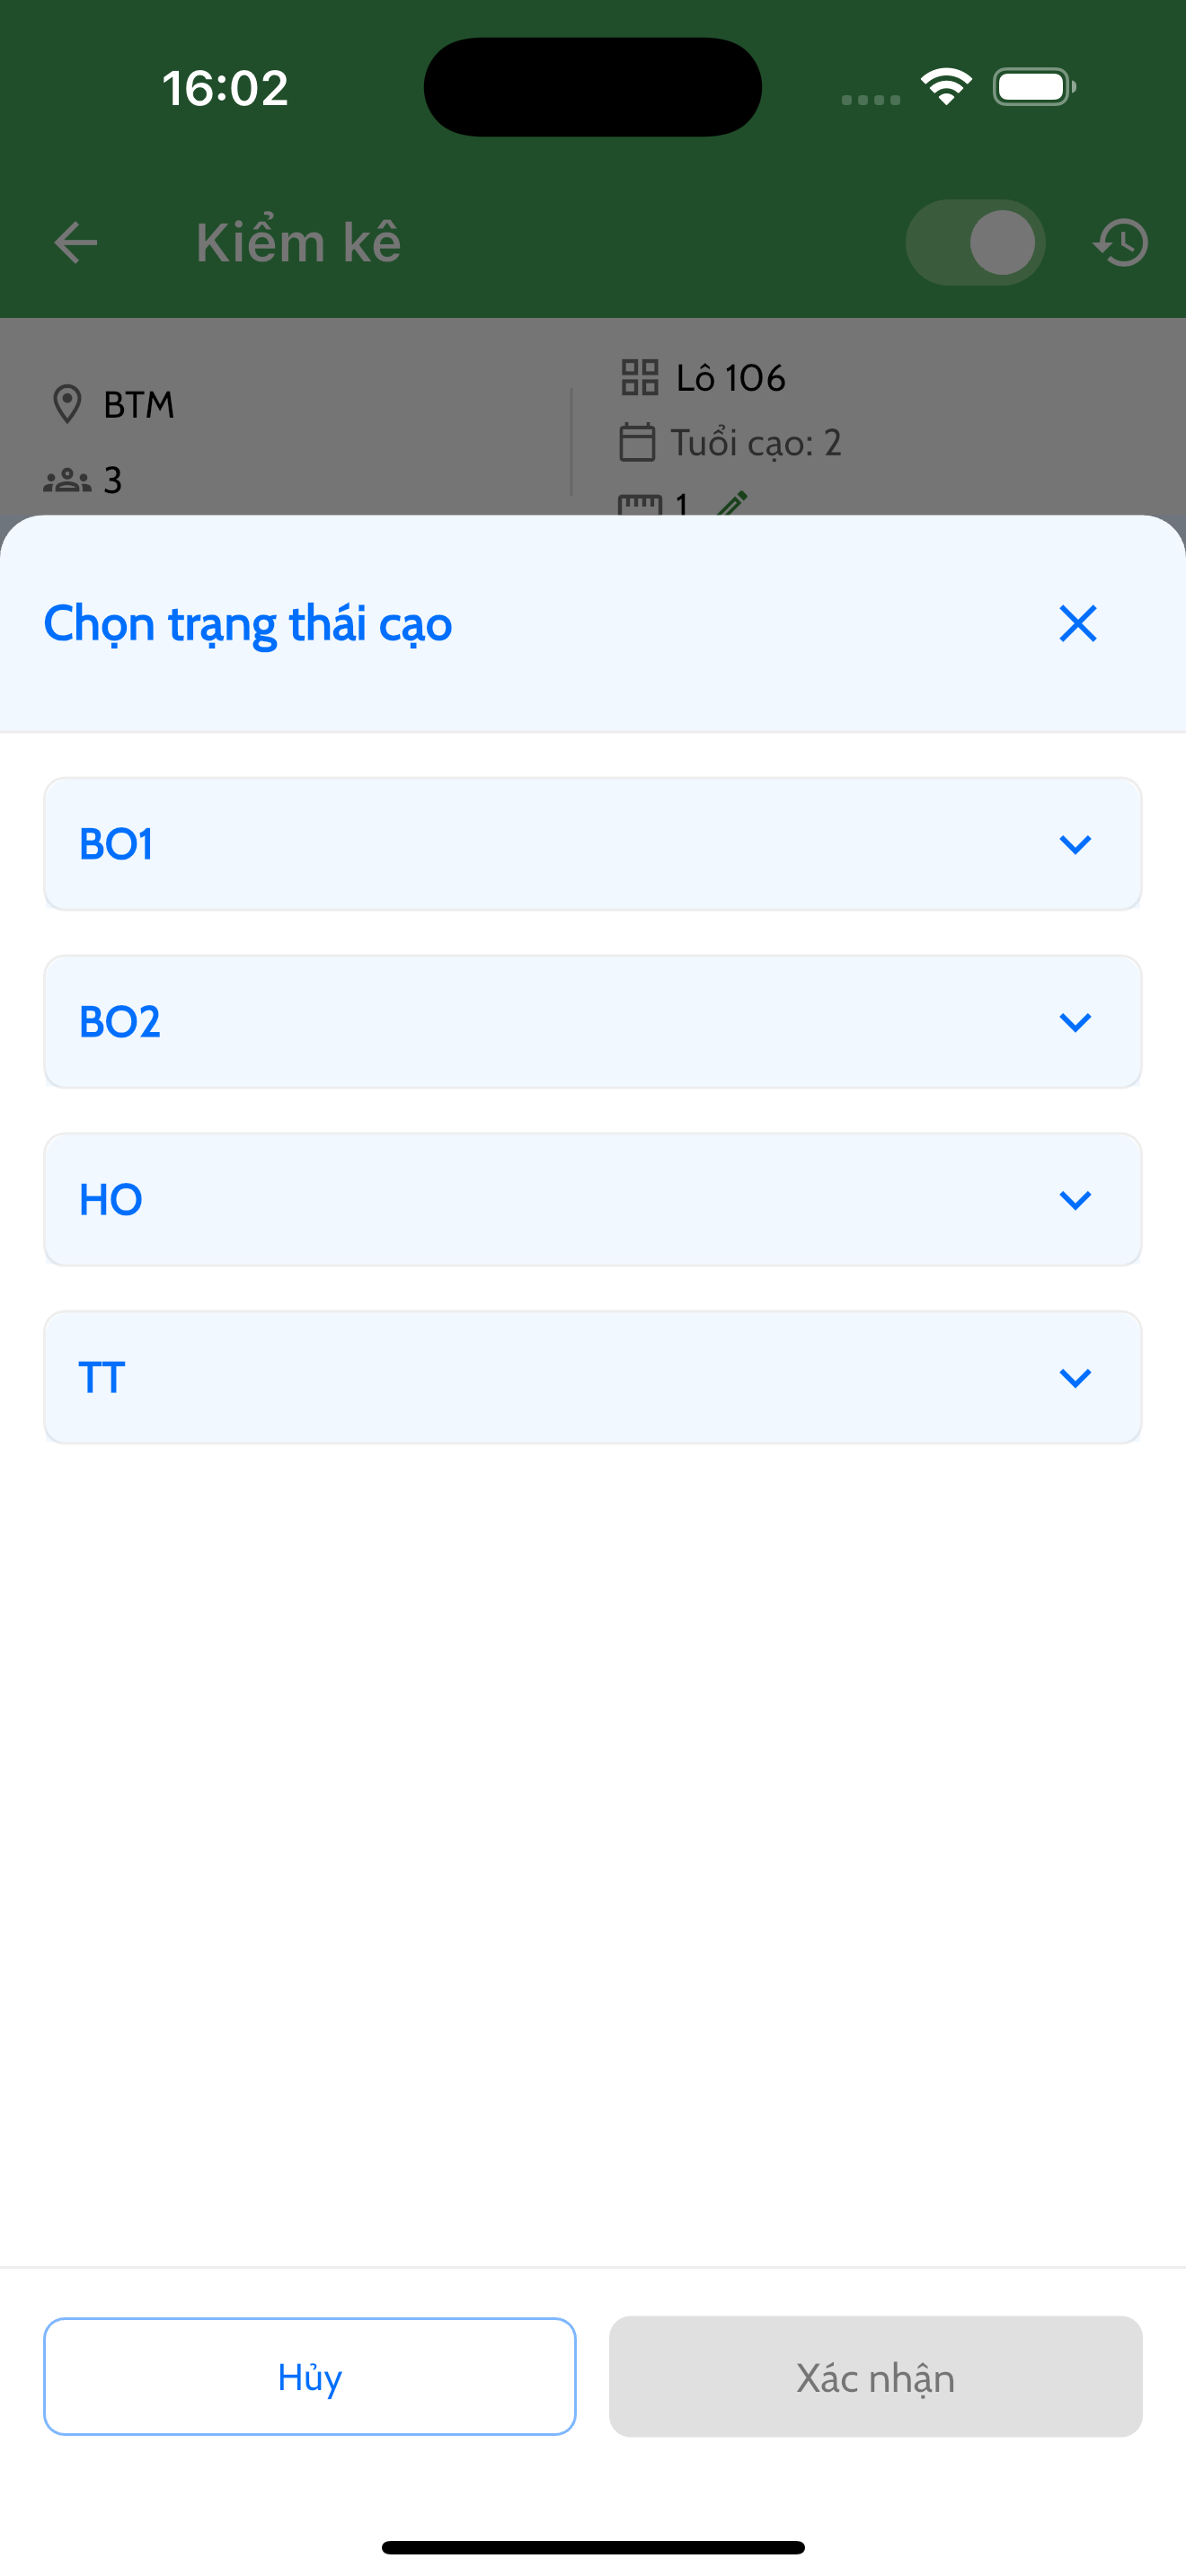 16:02
Kiểm kê
BTM
3
Lô 106
Tuổi cạo: 2
1
Chọn trạng thái cạo
BO1
BO2
HO
TT
Hủy
Xác nhận